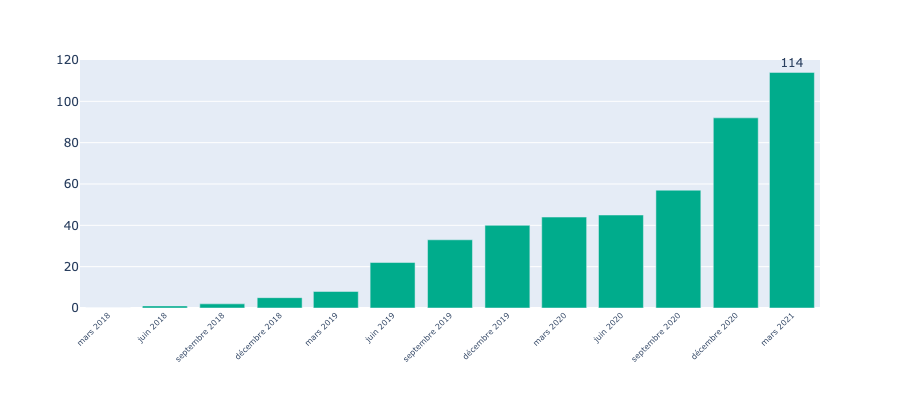 120
114
100
80
60
40
20
0
mars 2018
juin 2018
septembre 2018
décembre 2018
mars 2019
juin 2019
septembre 2019
décembre 2019
mars 2020
juin 2020
septembre 2020
décembre 2020
mars 2021